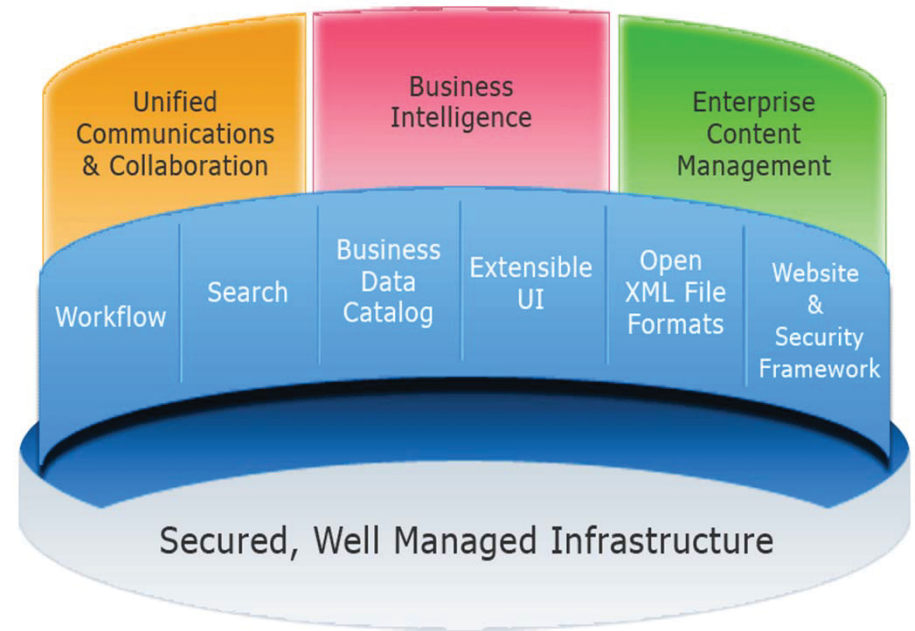 Unified
Communications
& Collaboration
Business
Intelligence
Enterprise
Content
Management
Workflow
Search
Business
Data
Catalog
Extensible
UI
Open
XML File
Formats
Website
&
Security
Framework
Secured, Well Managed Infrastructure